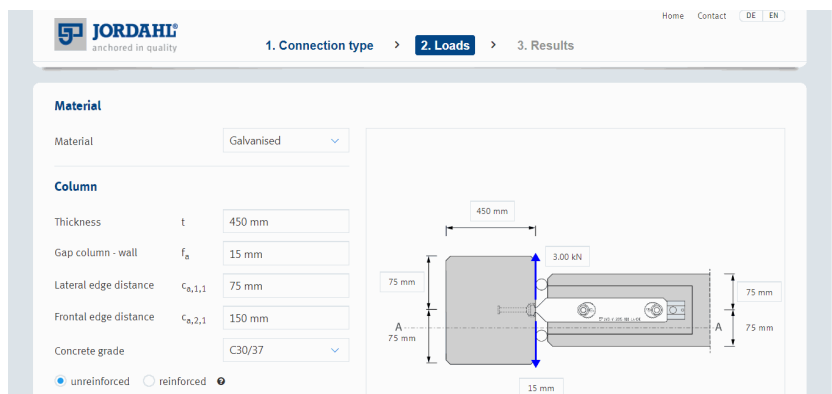 Home Contact DE EN
JORDAHL®
anchored in quality
1. Connection type > 2. Loads > 3. Results
Material
Material Galvanised
Column
Thickness t 450 mm
Gap column - wall fa 15 mm
Lateral edge distance ca,1,1 75 mm
Frontal edge distance ca,2,1 150 mm
Concrete grade C30/37
unreinforced reinforced ?
450 mm
3.00 kN
75 mm
75 mm
A A
75 mm
75 mm
15 mm